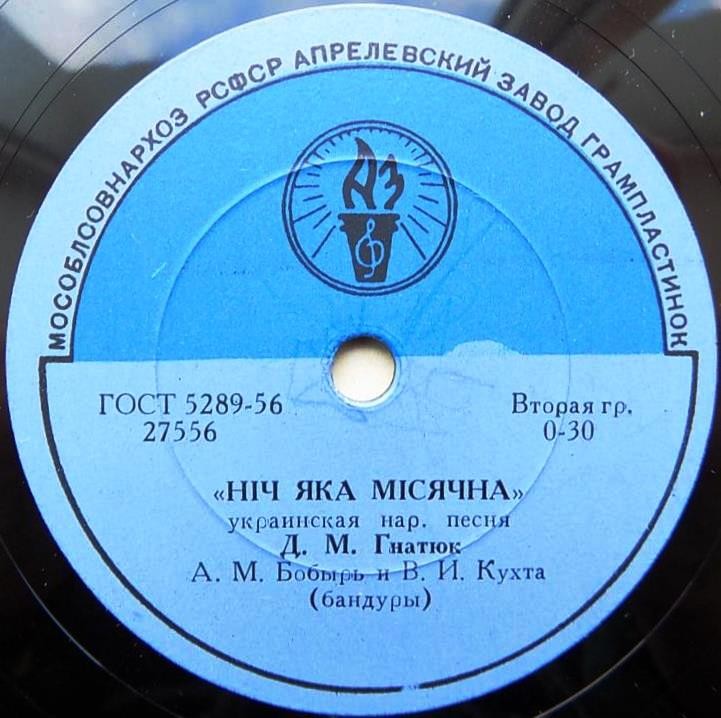 МОСОБЛСОВНАРХОЗ РСФСР АПРЕЛЕВСКИЙ ЗАВОД ГРАМПЛАСТИНОК
АЗ
ГОСТ 5289-56
27556
Вторая гр.
0-30
«НІЧ ЯКА МІСЯЧНА»
украинская нар. песня
Д. М. Гнатюк
А. М. Бобырь и В. И. Кухта
(бандуры)